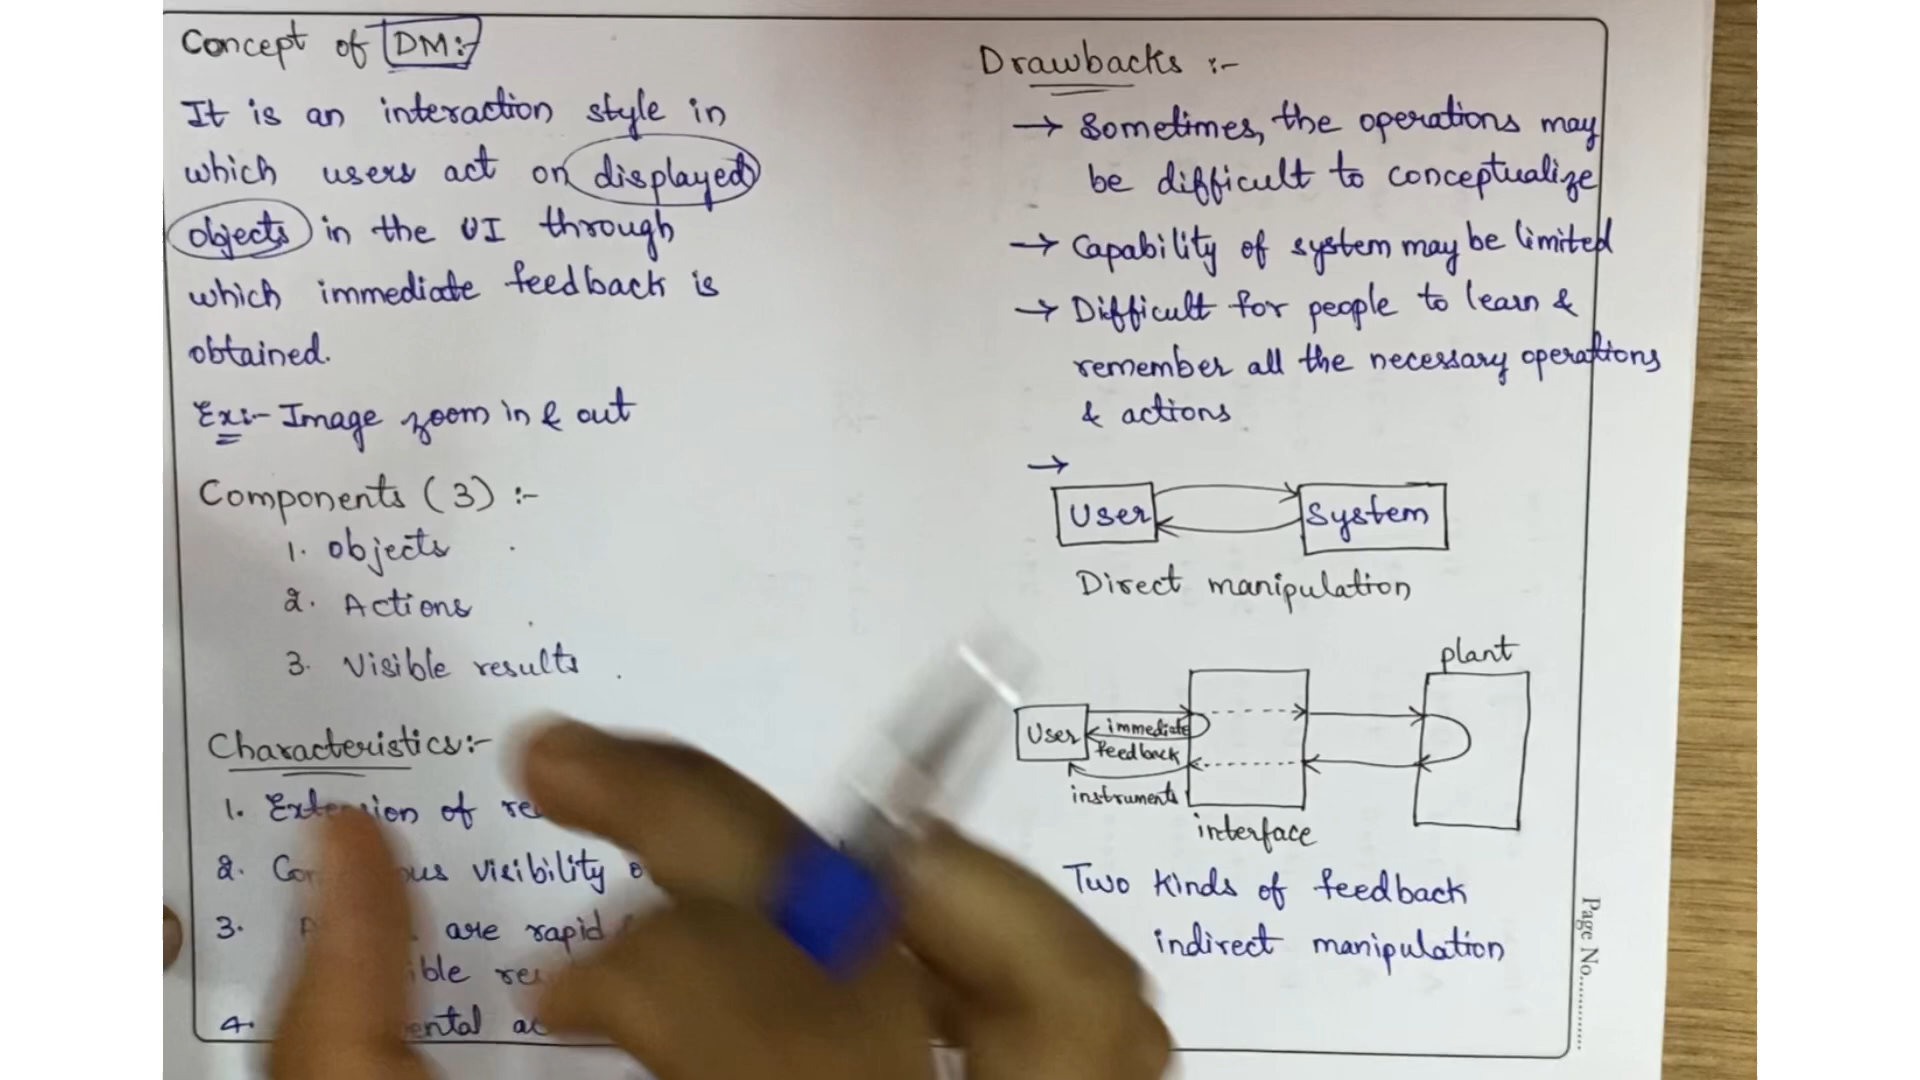 Concept of DM:-
It is an interaction style in
which users act on displayed
objects in the UI through
which immediate feedback is
obtained.
Ex:- Image zoom in & out
Components (3) :-
1. Objects
2. Actions
3. Visible results
Characteristics:-
1. Extension of
2. visibility
3. are rapid
4.
Drawbacks :-
→ Sometimes, the operations may
be difficult to conceptualize
→ Capability of system may be limited
→ Difficult for people to learn &
remember all the necessary operations
& actions
→
User System
Direct manipulation
plant
User immediate
feedback
instruments
interface
Two kinds of feedback
indirect manipulation
Page No..............